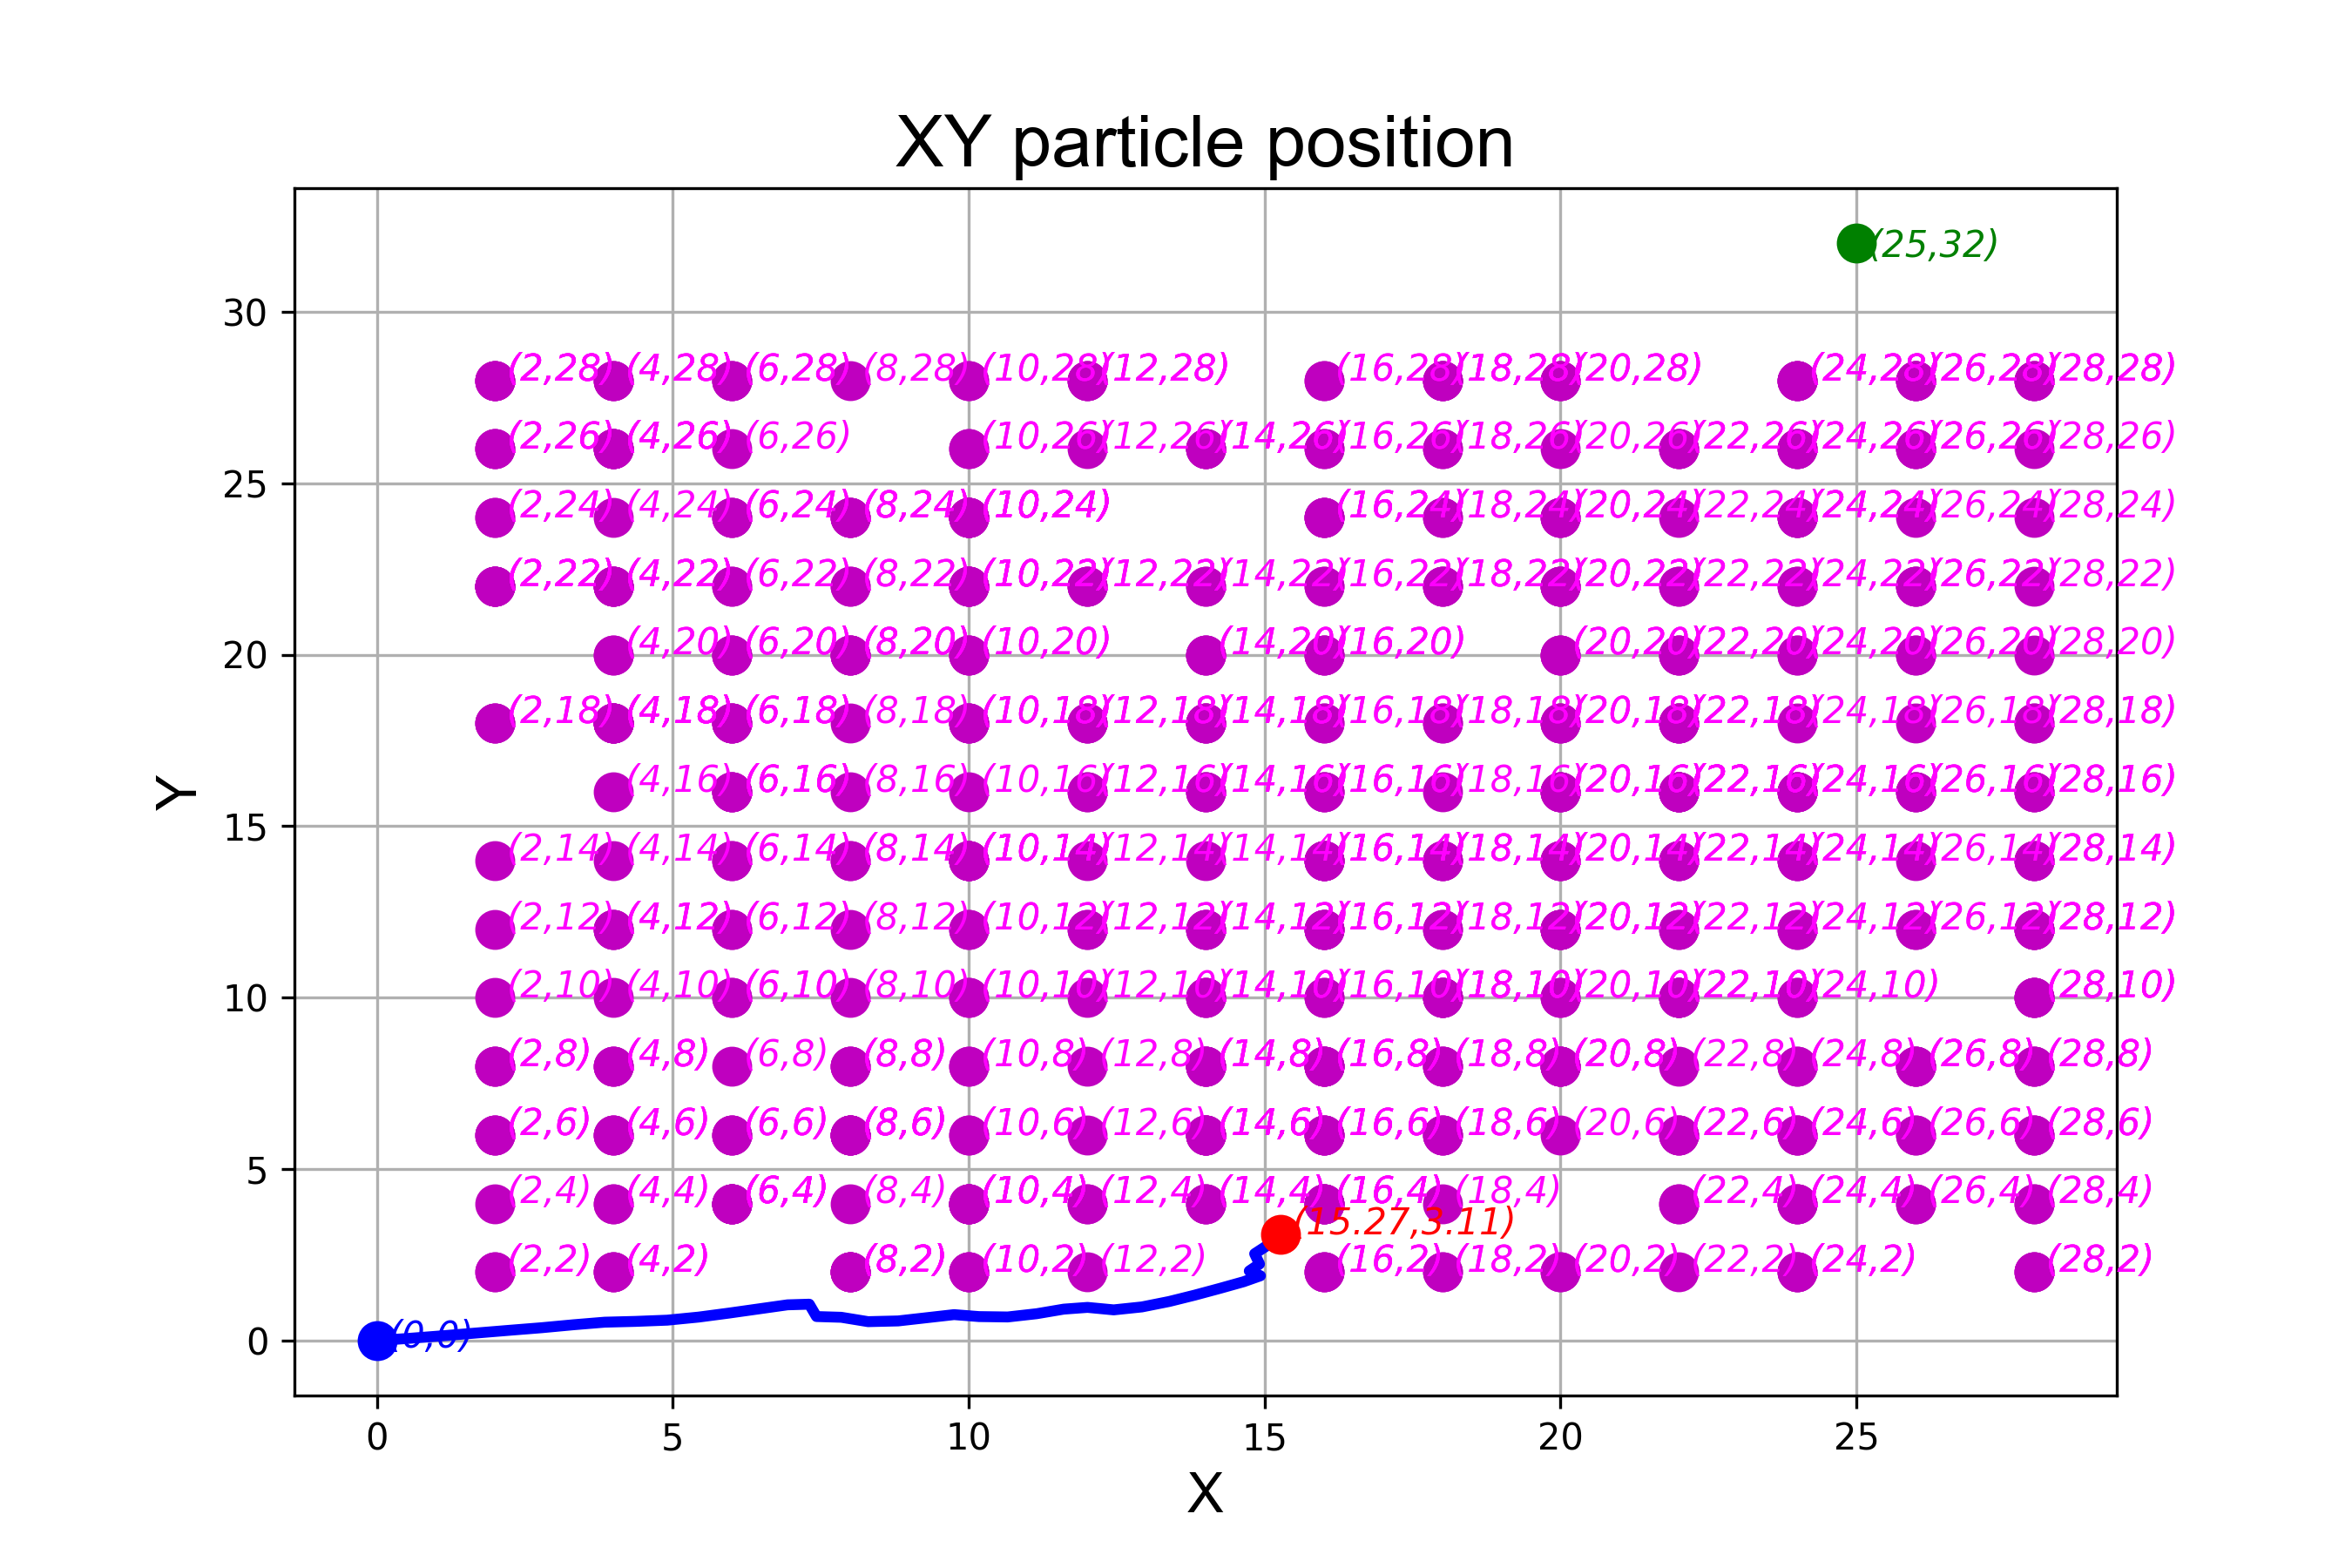 XY particle position
(25,32)
30
(2,28) (4,28) (6,28) (8,28) (10,28) (12,28) (16,28) (18,28) (20,28) (24,28) (26,28) (28,28)
(2,26) (4,26) (6,26) (10,26) (12,26) (14,26) (16,26) (18,26) (20,26) (22,26) (24,26) (26,26) (28,26)
25
(2,24) (4,24) (6,24) (8,24) (10,24) (16,24) (18,24) (20,24) (22,24) (24,24) (26,24) (28,24)
(2,22) (4,22) (6,22) (8,22) (10,22) (12,22) (14,22) (16,22) (18,22) (20,22) (22,22) (24,22) (26,22) (28,22)
20 (4,20) (6,20) (8,20) (10,20) (14,20) (16,20) (20,20) (22,20) (24,20) (26,20) (28,20)
(2,18) (4,18) (6,18) (8,18) (10,18) (12,18) (14,18) (16,18) (18,18) (20,18) (22,18) (24,18) (26,18) (28,18)
(4,16) (6,16) (8,16) (10,16) (12,16) (14,16) (16,16) (18,16) (20,16) (22,16) (24,16) (26,16) (28,16)
15
(2,14) (4,14) (6,14) (8,14) (10,14) (12,14) (14,14) (16,14) (18,14) (20,14) (22,14) (24,14) (26,14) (28,14)
(2,12) (4,12) (6,12) (8,12) (10,12) (12,12) (14,12) (16,12) (18,12) (20,12) (22,12) (24,12) (26,12) (28,12)
10 (2,10) (4,10) (6,10) (8,10) (10,10) (12,10) (14,10) (16,10) (18,10) (20,10) (22,10) (24,10) (28,10)
(2,8) (4,8) (6,8) (8,8) (10,8) (12,8) (14,8) (16,8) (18,8) (20,8) (22,8) (24,8) (26,8) (28,8)
(2,6) (4,6) (6,6) (8,6) (10,6) (12,6) (14,6) (16,6) (18,6) (20,6) (22,6) (24,6) (26,6) (28,6)
5
(2,4) (4,4) (6,4) (8,4) (10,4) (12,4) (14,4) (16,4) (18,4) (22,4) (24,4) (26,4) (28,4)
(15.27,3.11)
(2,2) (4,2) (8,2) (10,2) (12,2) (16,2) (18,2) (20,2) (22,2) (24,2) (28,2)
0 (0,0)
0 5 10 15 20 25
X
Y